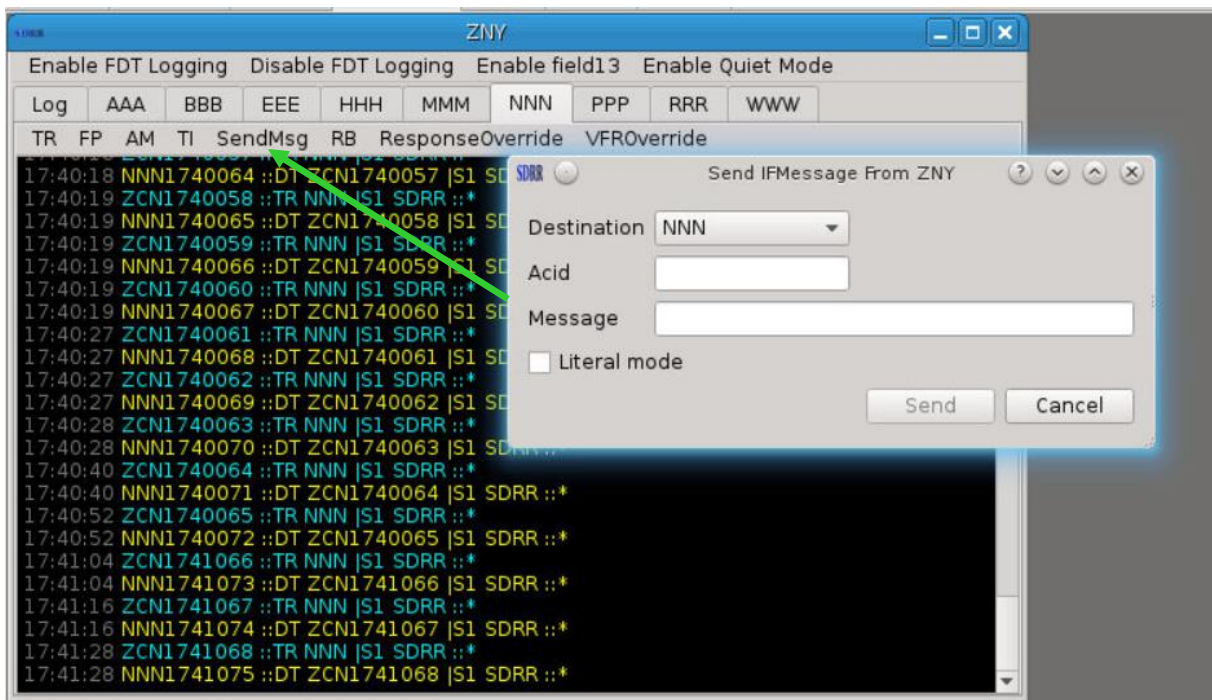 SDRR
ZNY
Enable FDT Logging Disable FDT Logging Enable field13 Enable Quiet Mode
Log AAA BBB EEE HHH MMM NNN PPP RRR WWW
TR FP AM TI SendMsg RB ResponseOverride VFROverride
17:40:18 NNN1740064 ::DT ZCN1740057 |S1
17:40:19 ZCN1740058 ::TR NNN |S1 SDRR ::*
17:40:19 NNN1740065 ::DT ZCN1740058 |S1
17:40:19 ZCN1740059 ::TR NNN |S1 SDRR ::*
17:40:19 NNN1740066 ::DT ZCN1740059 |S1
17:40:19 ZCN1740060 ::TR NNN |S1 SDRR ::*
17:40:19 NNN1740067 ::DT ZCN1740060 |S1
17:40:27 ZCN1740061 ::TR NNN |S1 SDRR ::*
17:40:27 NNN1740068 ::DT ZCN1740061 |S1
17:40:27 ZCN1740062 ::TR NNN |S1 SDRR ::*
17:40:27 NNN1740069 ::DT ZCN1740062 |S1
17:40:28 ZCN1740063 ::TR NNN |S1 SDRR ::*
17:40:28 NNN1740070 ::DT ZCN1740063 |S1
17:40:40 ZCN1740064 ::TR NNN |S1 SDRR ::*
17:40:40 NNN1740071 ::DT ZCN1740064 |S1 SDRR ::*
17:40:52 ZCN1740065 ::TR NNN |S1 SDRR ::*
17:40:52 NNN1740072 ::DT ZCN1740065 |S1 SDRR ::*
17:41:04 ZCN1741066 ::TR NNN |S1 SDRR ::*
17:41:04 NNN1741073 ::DT ZCN1741066 |S1 SDRR ::*
17:41:16 ZCN1741067 ::TR NNN |S1 SDRR ::*
17:41:16 NNN1741074 ::DT ZCN1741067 |S1 SDRR ::*
17:41:28 ZCN1741068 ::TR NNN |S1 SDRR ::*
17:41:28 NNN1741075 ::DT ZCN1741068 |S1 SDRR ::*
SDRR Send IFMessage From ZNY
Destination NNN
Acid
Message
Literal mode
Send Cancel